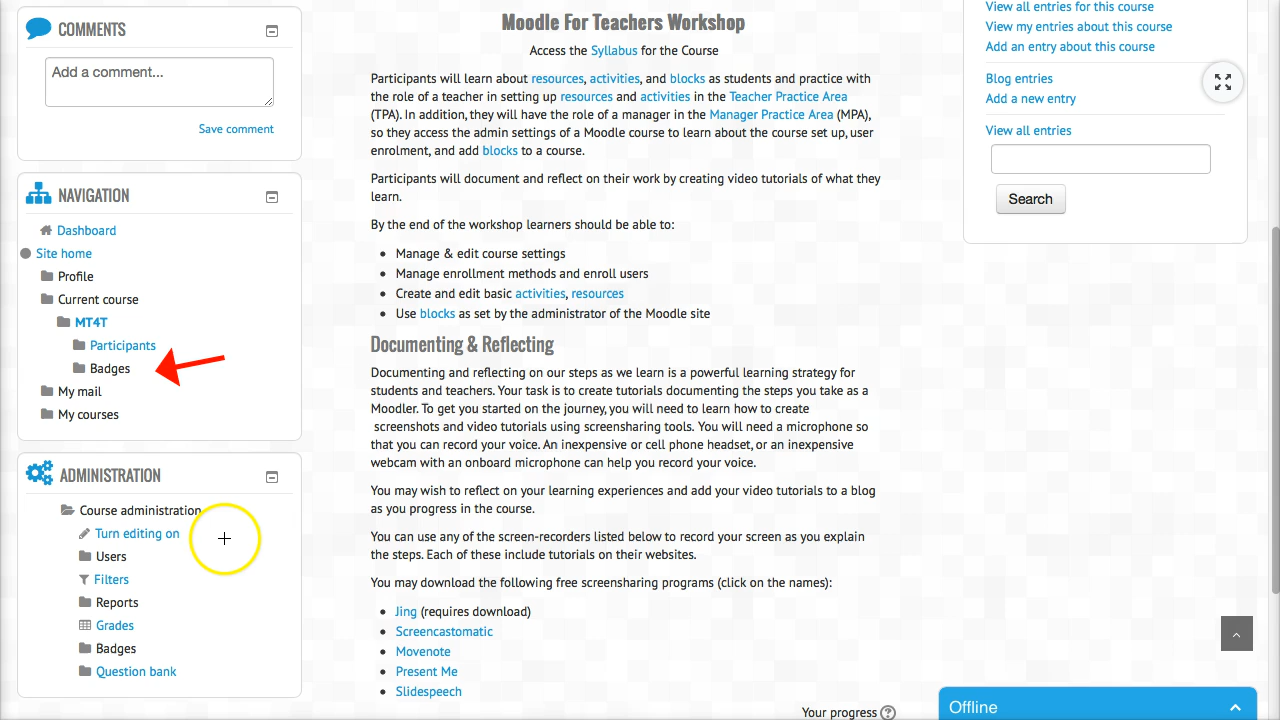 COMMENTS
Add a comment...
Save comment
NAVIGATION
Dashboard
Site home
Profile
Current course
MT4T
Participants
Badges
My mail
My courses
ADMINISTRATION
Course administration
Turn editing on
Users
Filters
Reports
Grades
Badges
Question bank
Moodle For Teachers Workshop
Access the Syllabus for the Course
Participants will learn about resources, activities, and blocks as students and practice with
the role of a teacher in setting up resources and activities in the Teacher Practice Area
(TPA). In addition, they will have the role of a manager in the Manager Practice Area (MPA),
so they access the admin settings of a Moodle course to learn about the course set up, user
enrolment, and add blocks to a course.
Participants will document and reflect on their work by creating video tutorials of what they
learn.
By the end of the workshop learners should be able to:
• Manage & edit course settings
• Manage enrollment methods and enroll users
• Create and edit basic activities, resources
• Use blocks as set by the administrator of the Moodle site
Documenting & Reflecting
Documenting and reflecting on our steps as we learn is a powerful learning strategy for
students and teachers. Your task is to create tutorials documenting the steps you take as a
Moodler. To get you started on the journey, you will need to learn how to create
screenshots and video tutorials using screensharing tools. You will need a microphone so
that you can record your voice. An inexpensive or cell phone headset, or an inexpensive
webcam with an onboard microphone can help you record your voice.
You may wish to reflect on your learning experiences and add your video tutorials to a blog
as you progress in the course.
You can use any of the screen-recorders listed below to record your screen as you explain
the steps. Each of these include tutorials on their websites.
You may download the following free screensharing programs (click on the names):
• Jing (requires download)
• Screencastomatic
• Movenote
• Present Me
• Slidespeech
Your progress ?
View all entries for this course
View my entries about this course
Add an entry about this course
Blog entries
Add a new entry
View all entries
Search
Offline